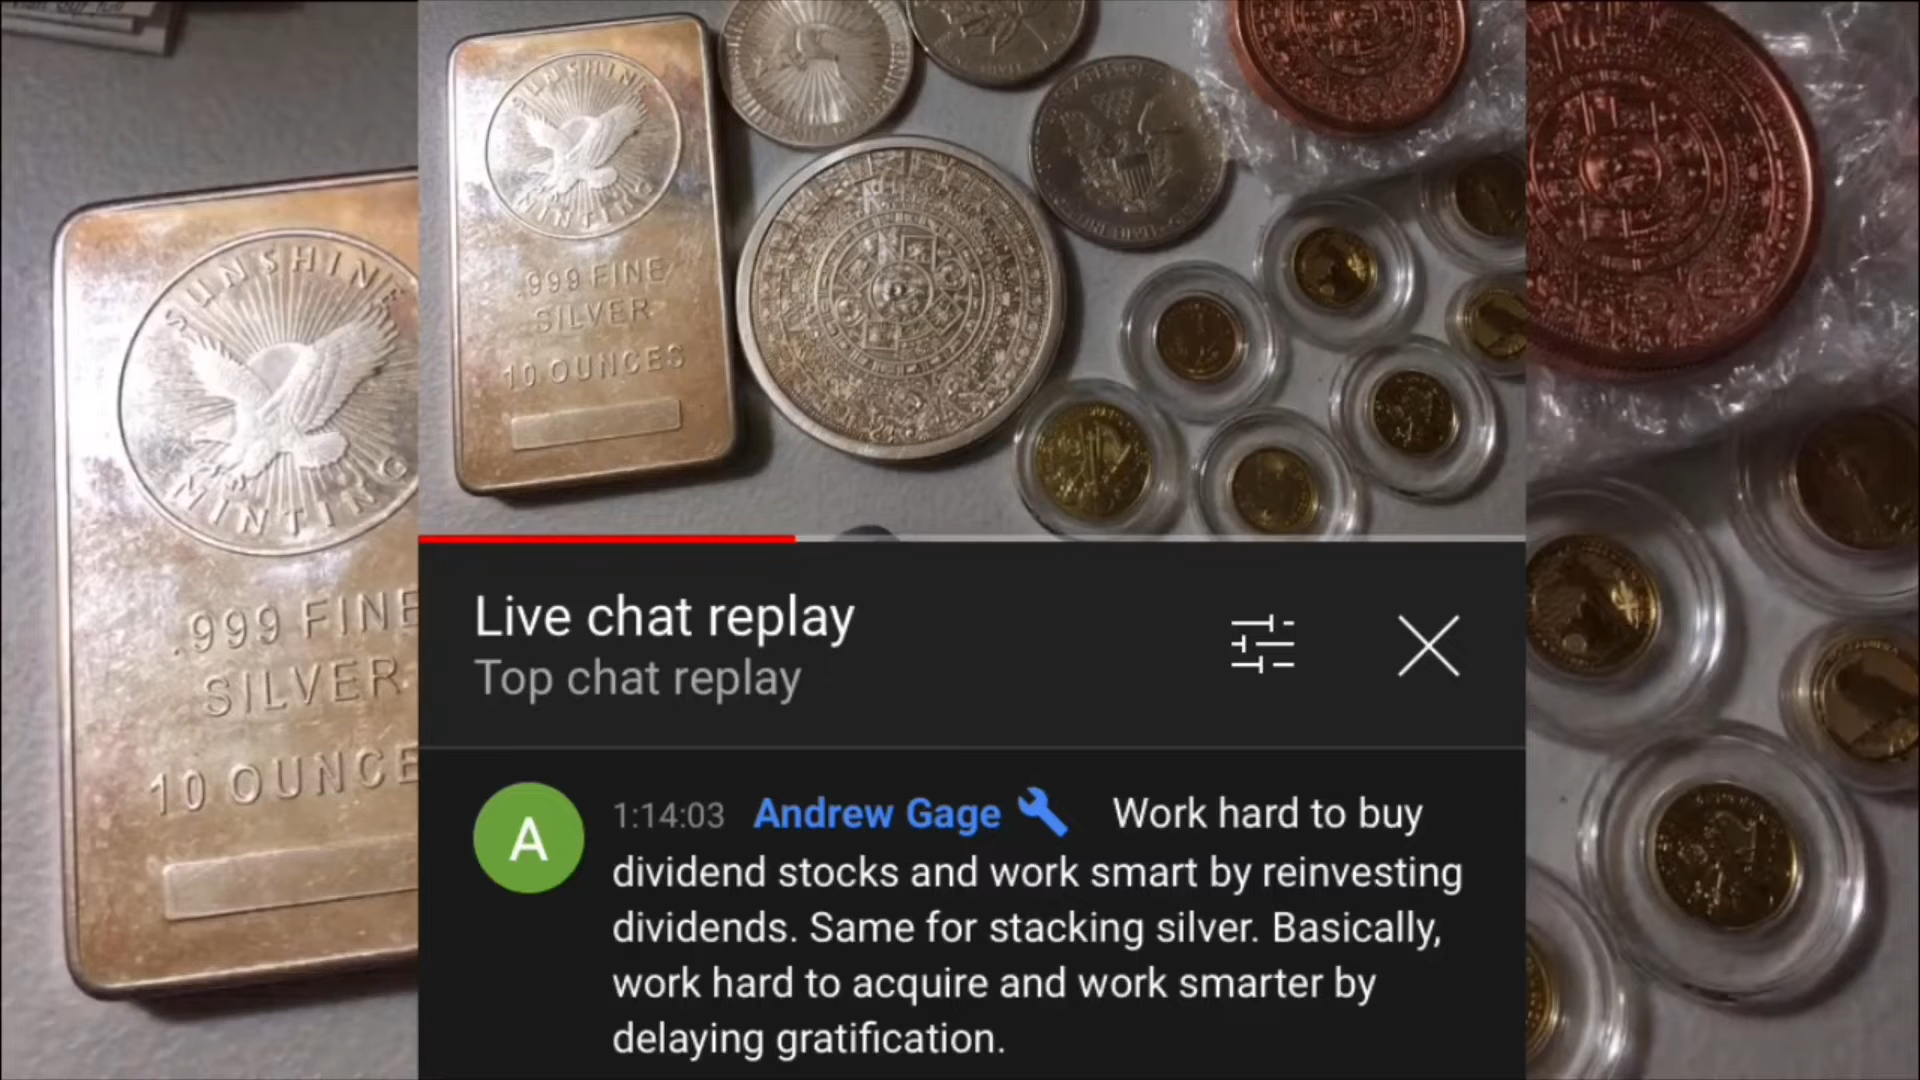 SUNSHINE
MINTING
.999 FINE
SILVER
10 OUNCES
SUNSHINE
MINTING
.999 FINE
SILVER
10 OUNCE
Live chat replay
Top chat replay
A
1:14:03 Andrew Gage Work hard to buy
dividend stocks and work smart by reinvesting
dividends. Same for stacking silver. Basically,
work hard to acquire and work smarter by
delaying gratification.